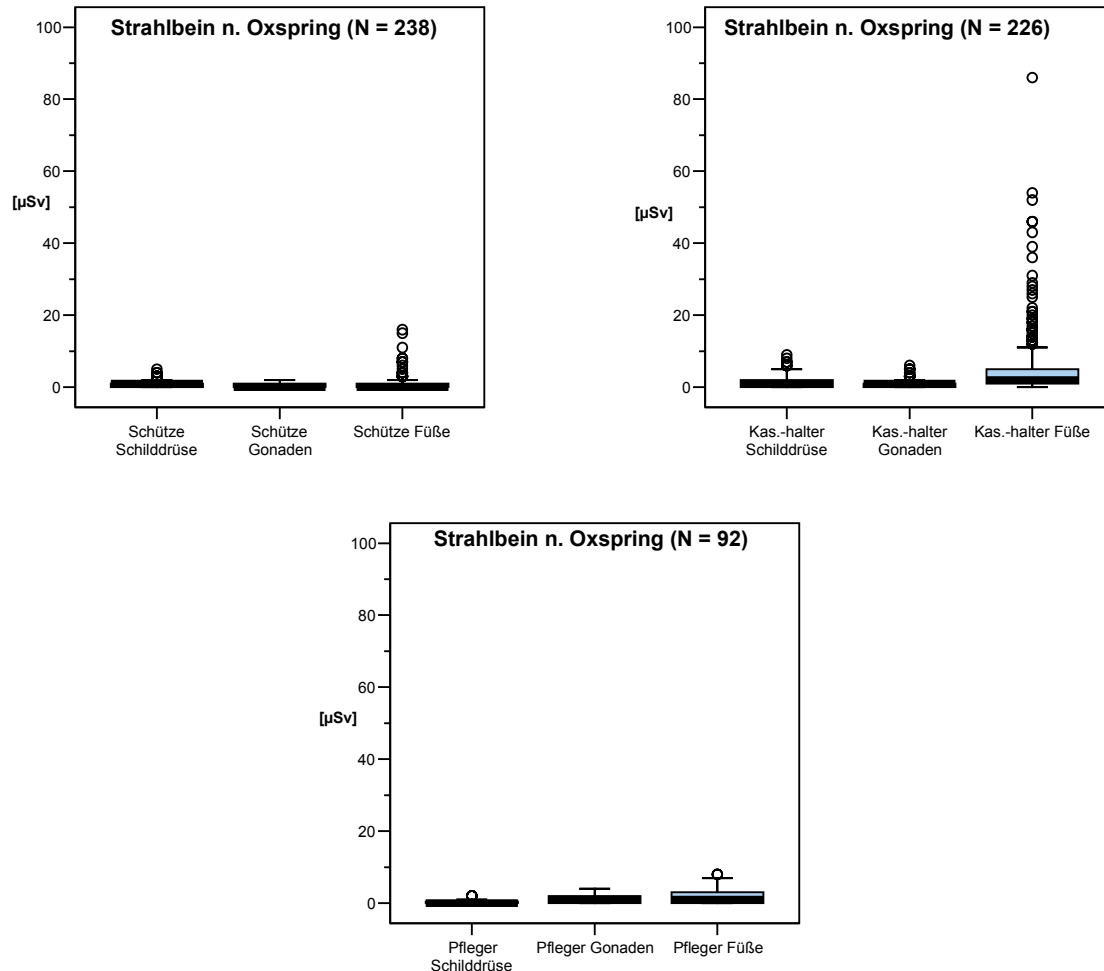 Strahlbein n. Oxspring (N = 238)
100
80
60
[µSv]
40
20
0
Schütze
Schilddrüse
Schütze
Gonaden
Schütze Füße
Strahlbein n. Oxspring (N = 226)
100
80
60
[µSv]
40
20
0
Kas.-halter
Schilddrüse
Kas.-halter
Gonaden
Kas.-halter Füße
Strahlbein n. Oxspring (N = 92)
100
80
60
[µSv]
40
20
0
Pfleger
Schilddrüse
Pfleger Gonaden
Pfleger Füße